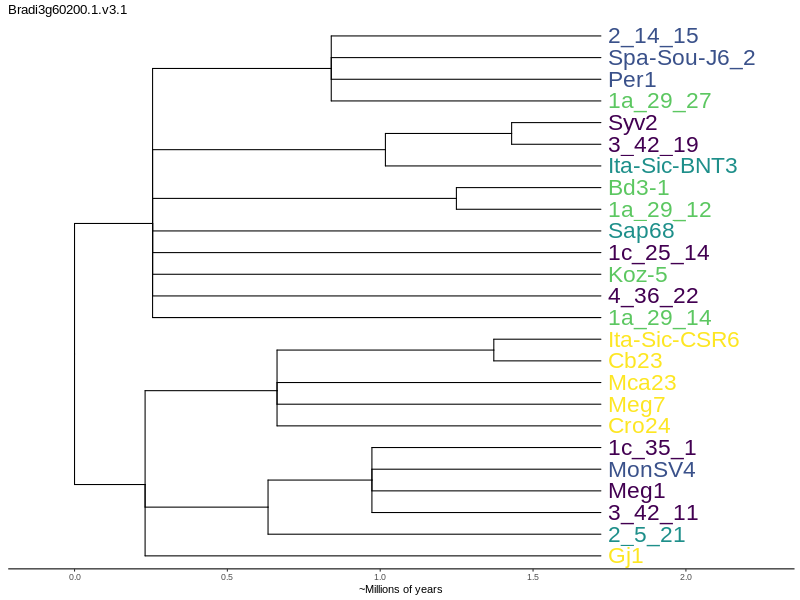 Bradi3g60200.1.v3.1
2_14_15
Spa-Sou-J6_2
Per1
1a_29_27
Syv2
3_42_19
Ita-Sic-BNT3
Bd3-1
1a_29_12
Sap68
1c_25_14
Koz-5
4_36_22
1a_29_14
Ita-Sic-CSR6
Cb23
Mca23
Meg7
Cro24
1c_35_1
MonSV4
Meg1
3_42_11
2_5_21
Gj1
0.0 0.5 1.0 1.5 2.0
~Millions of years